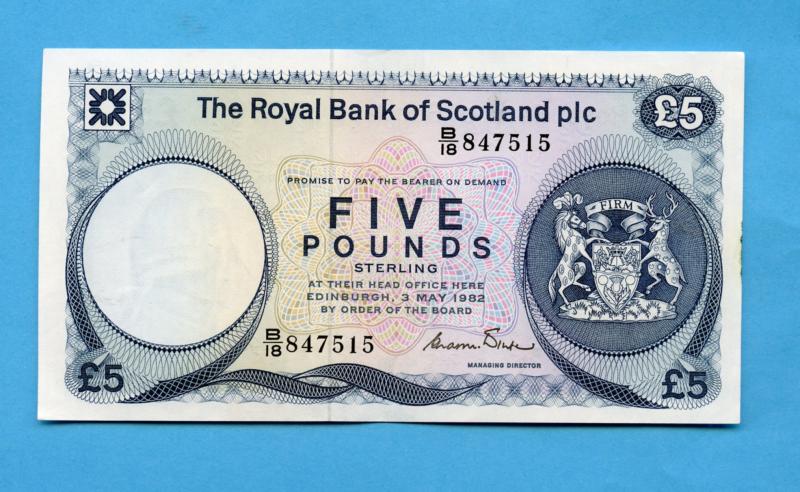 The Royal Bank of Scotland plc
£5
B/18 847515
PROMISE TO PAY THE BEARER ON DEMAND
FIRM
FIVE
POUNDS
STERLING
AT THEIR HEAD OFFICE HERE
EDINBURGH, 3 MAY 1982
BY ORDER OF THE BOARD
B/18 847515
MANAGING DIRECTOR
£5
£5